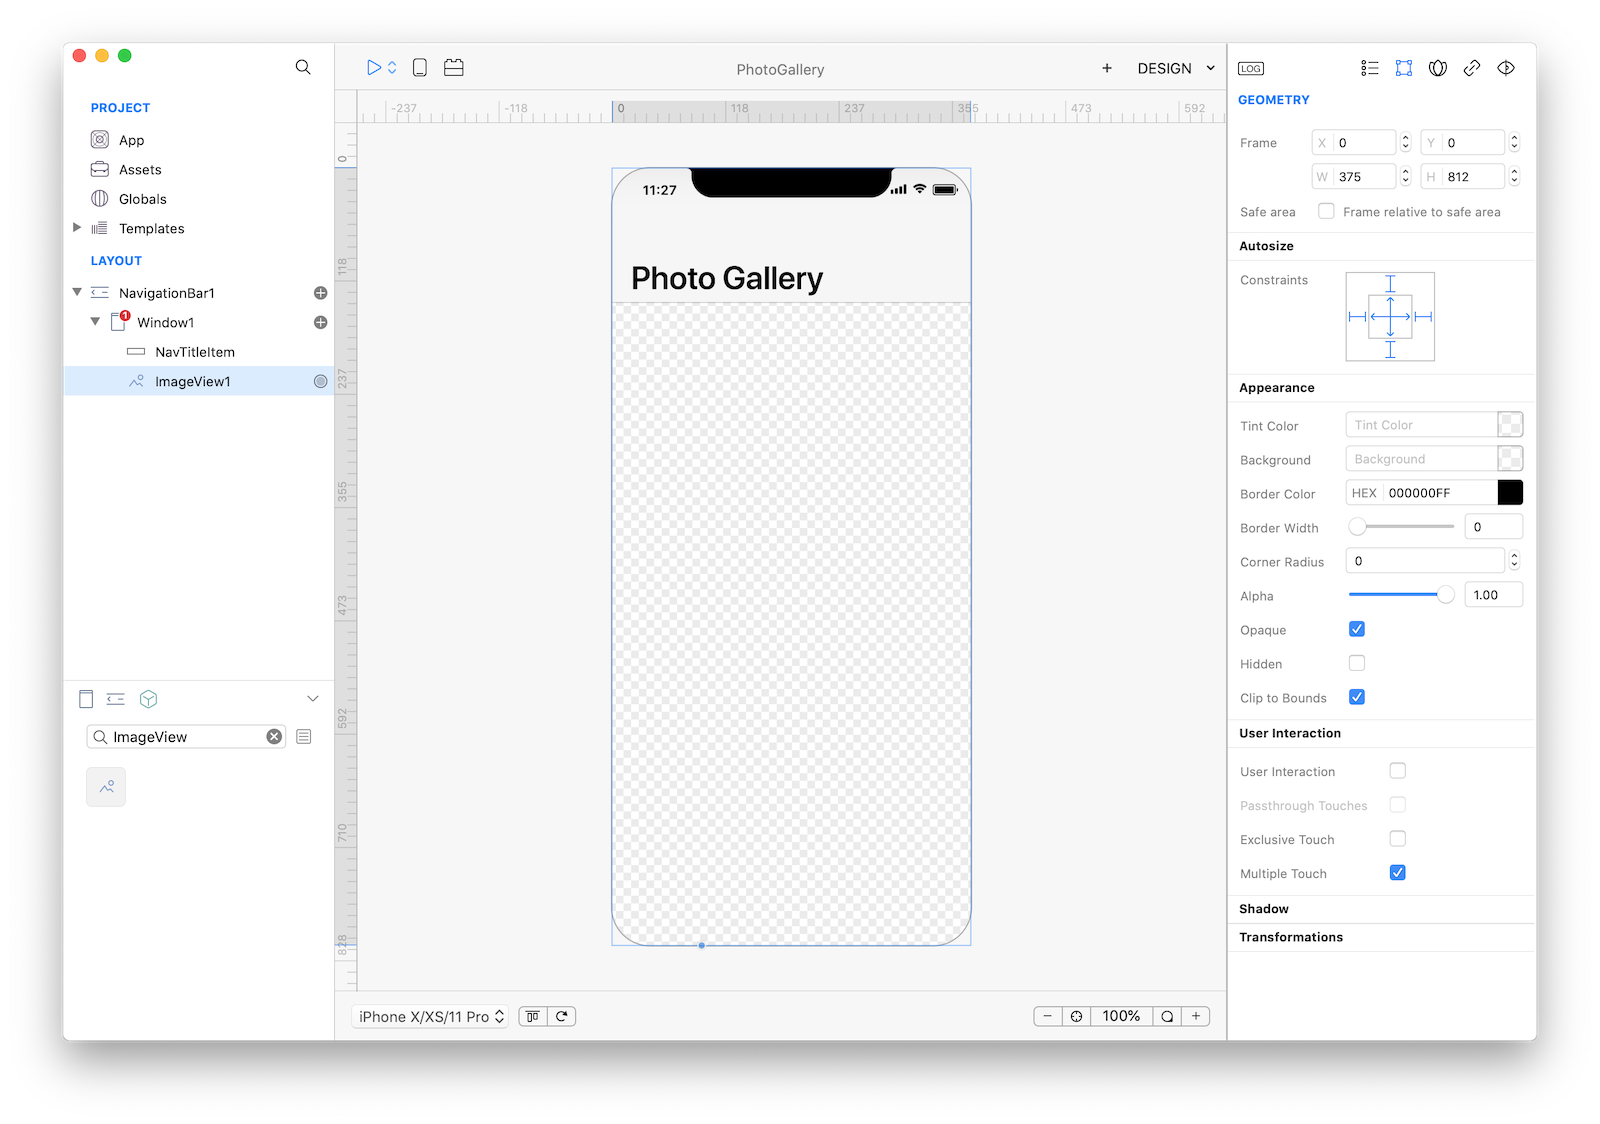 PhotoGallery
DESIGN
LOG
PROJECT
App
Assets
Globals
Templates
LAYOUT
NavigationBar1
1
Window1
NavTitleItem
ImageView1
ImageView
-237 -118 0 118 237 355 473 592
0
118
237
355
473
592
710
828
11:27
Photo Gallery
iPhone X/XS/11 Pro
100%
GEOMETRY
Frame X 0 Y 0
W 375 H 812
Safe area Frame relative to safe area
Autosize
Constraints
Appearance
Tint Color Tint Color
Background Background
Border Color HEX 000000FF
Border Width 0
Corner Radius 0
Alpha 1.00
Opaque
Hidden
Clip to Bounds
User Interaction
User Interaction
Passthrough Touches
Exclusive Touch
Multiple Touch
Shadow
Transformations